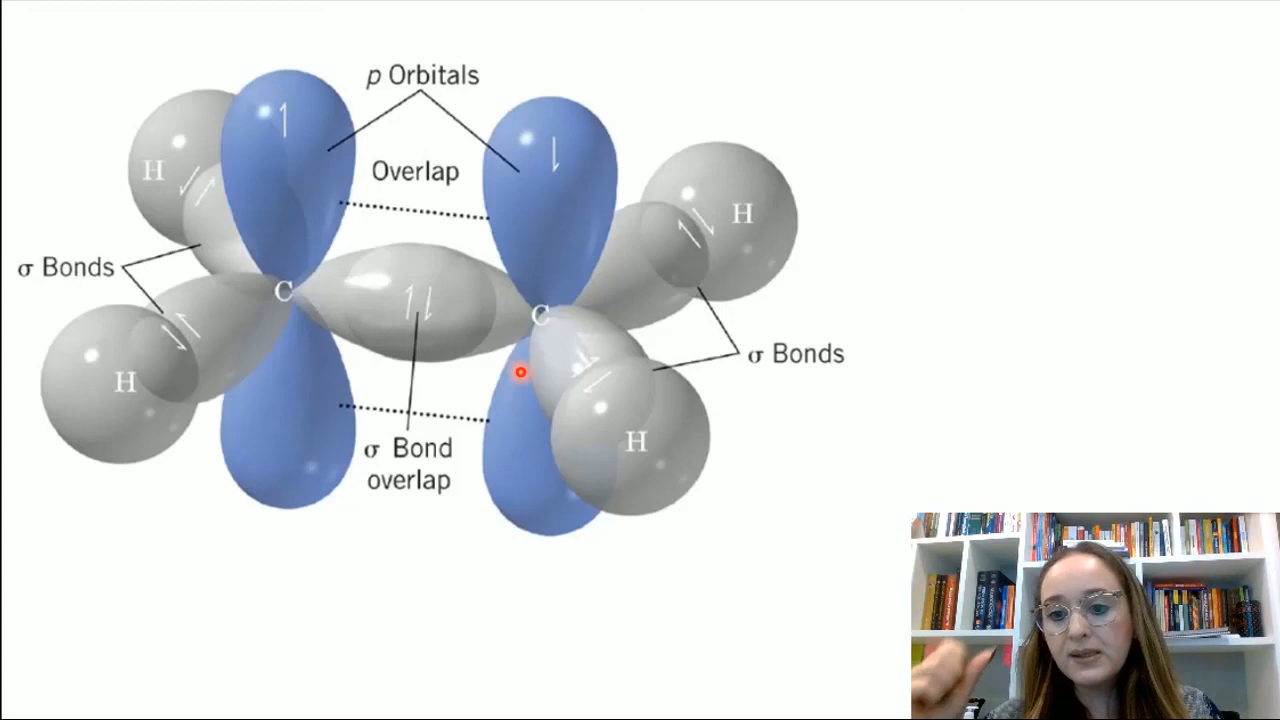 p Orbitals
Overlap
H
H
σ Bonds
σ Bonds
C
C
H
H
σ Bond
overlap